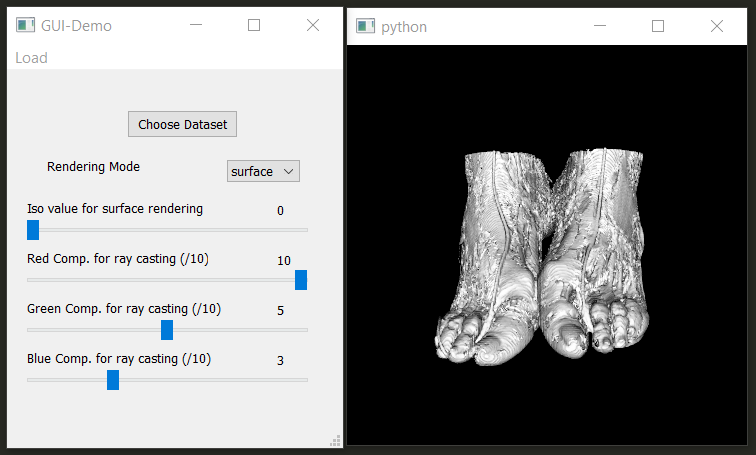 GUI-Demo
Load
Choose Dataset
Rendering Mode surface
Iso value for surface rendering 0
Red Comp. for ray casting (/10) 10
Green Comp. for ray casting (/10) 5
Blue Comp. for ray casting (/10) 3
python